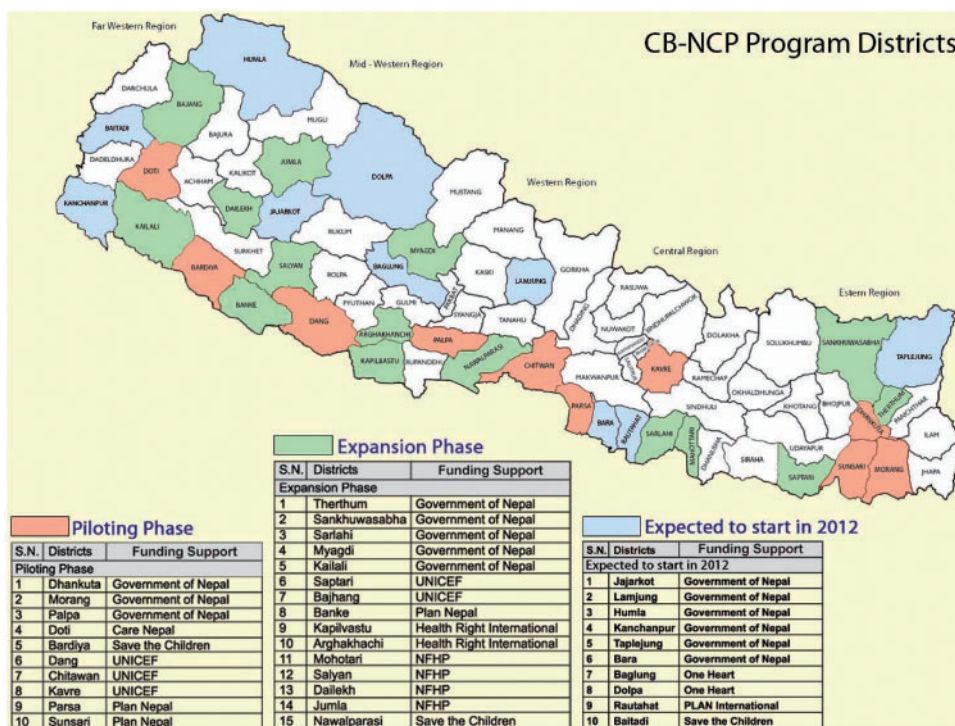 CB-NCP Program Districts
Far Western Region
Mid - Western Region
Western Region
Central Region
Estern Region
HUMLA
DARCHULA
BAJANG
BAITADI
BAJURA
MUGU
DADELDHURA
DOTI
JUMLA
KALIKOT
ACHHAM
DOLPA
KANCHANPUR
DAILEKH
JAJARKOT
MUSTANG
KAILALI
RUKUM
MANANG
SURKHET
MYAGDI
SALYAN
BAGLUNG
KASKI
LAMJUNG
GORKHA
BARDIYA
ROLPA
PARBAT
RASUWA
BANKE
PYUTHAN
GULMI
SYANGJA
TANAHU
DHADING
NUWAKOT
SINDHUPALCHWOK
DOLAKHA
DANG
ARGHAKHANCHI
PALPA
SOLUKHUMBU
SANKHUWASABHA
TAPLEJUNG
KAPILBASTU
RUPANDEHI
NAWALPARASI
CHITWAN
MAKWANPUR
KAVRE
RAMECHAP
OKHALDHUNGA
KHOTANG
BHOJPUR
THERTHUM
PANCHTHAR
PARSA
BARA
RAUTAHAT
SARLAHI
MAHOTTARI
DHANUSHA
SINDHULI
SIRAHA
UDAYAPUR
DHANKUTA
ILAM
SAPTARI
SUNSARI
MORANG
JHAPA
Piloting Phase
S.N. Districts Funding Support
Piloting Phase
1 Dhankuta Government of Nepal
2 Morang Government of Nepal
3 Palpa Government of Nepal
4 Doti Care Nepal
5 Bardiya Save the Children
6 Dang UNICEF
7 Chitawan UNICEF
8 Kavre UNICEF
9 Parsa Plan Nepal
10 Sunsari Plan Nepal
Expansion Phase
S.N. Districts Funding Support
Expansion Phase
1 Therthum Government of Nepal
2 Sankhuwasabha Government of Nepal
3 Sarlahi Government of Nepal
4 Myagdi Government of Nepal
5 Kailali Government of Nepal
6 Saptari UNICEF
7 Bajhang UNICEF
8 Banke Plan Nepal
9 Kapilvastu Health Right International
10 Arghakhachi Health Right International
11 Mohotari NFHP
12 Salyan NFHP
13 Dailekh NFHP
14 Jumla NFHP
15 Nawalparasi Save the Children
Expected to start in 2012
S.N. Districts Funding Support
Expected to start in 2012
1 Jajarkot Government of Nepal
2 Lamjung Government of Nepal
3 Humla Government of Nepal
4 Kanchanpur Government of Nepal
5 Taplejung Government of Nepal
6 Bara Government of Nepal
7 Baglung One Heart
8 Dolpa One Heart
9 Rautahat PLAN International
10 Baitadi Save the Children